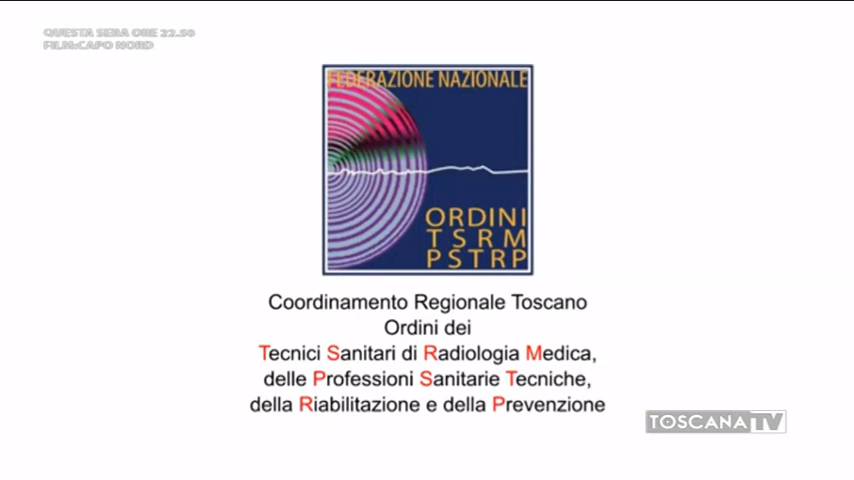 QUESTA SERA ORE 22.50
FILM:CAPO NORD
FEDERAZIONE NAZIONALE
ORDINI
TSRM
PSTRP
Coordinamento Regionale Toscano
Ordini dei
Tecnici Sanitari di Radiologia Medica,
delle Professioni Sanitarie Tecniche,
della Riabilitazione e della Prevenzione
TOSCANA TV